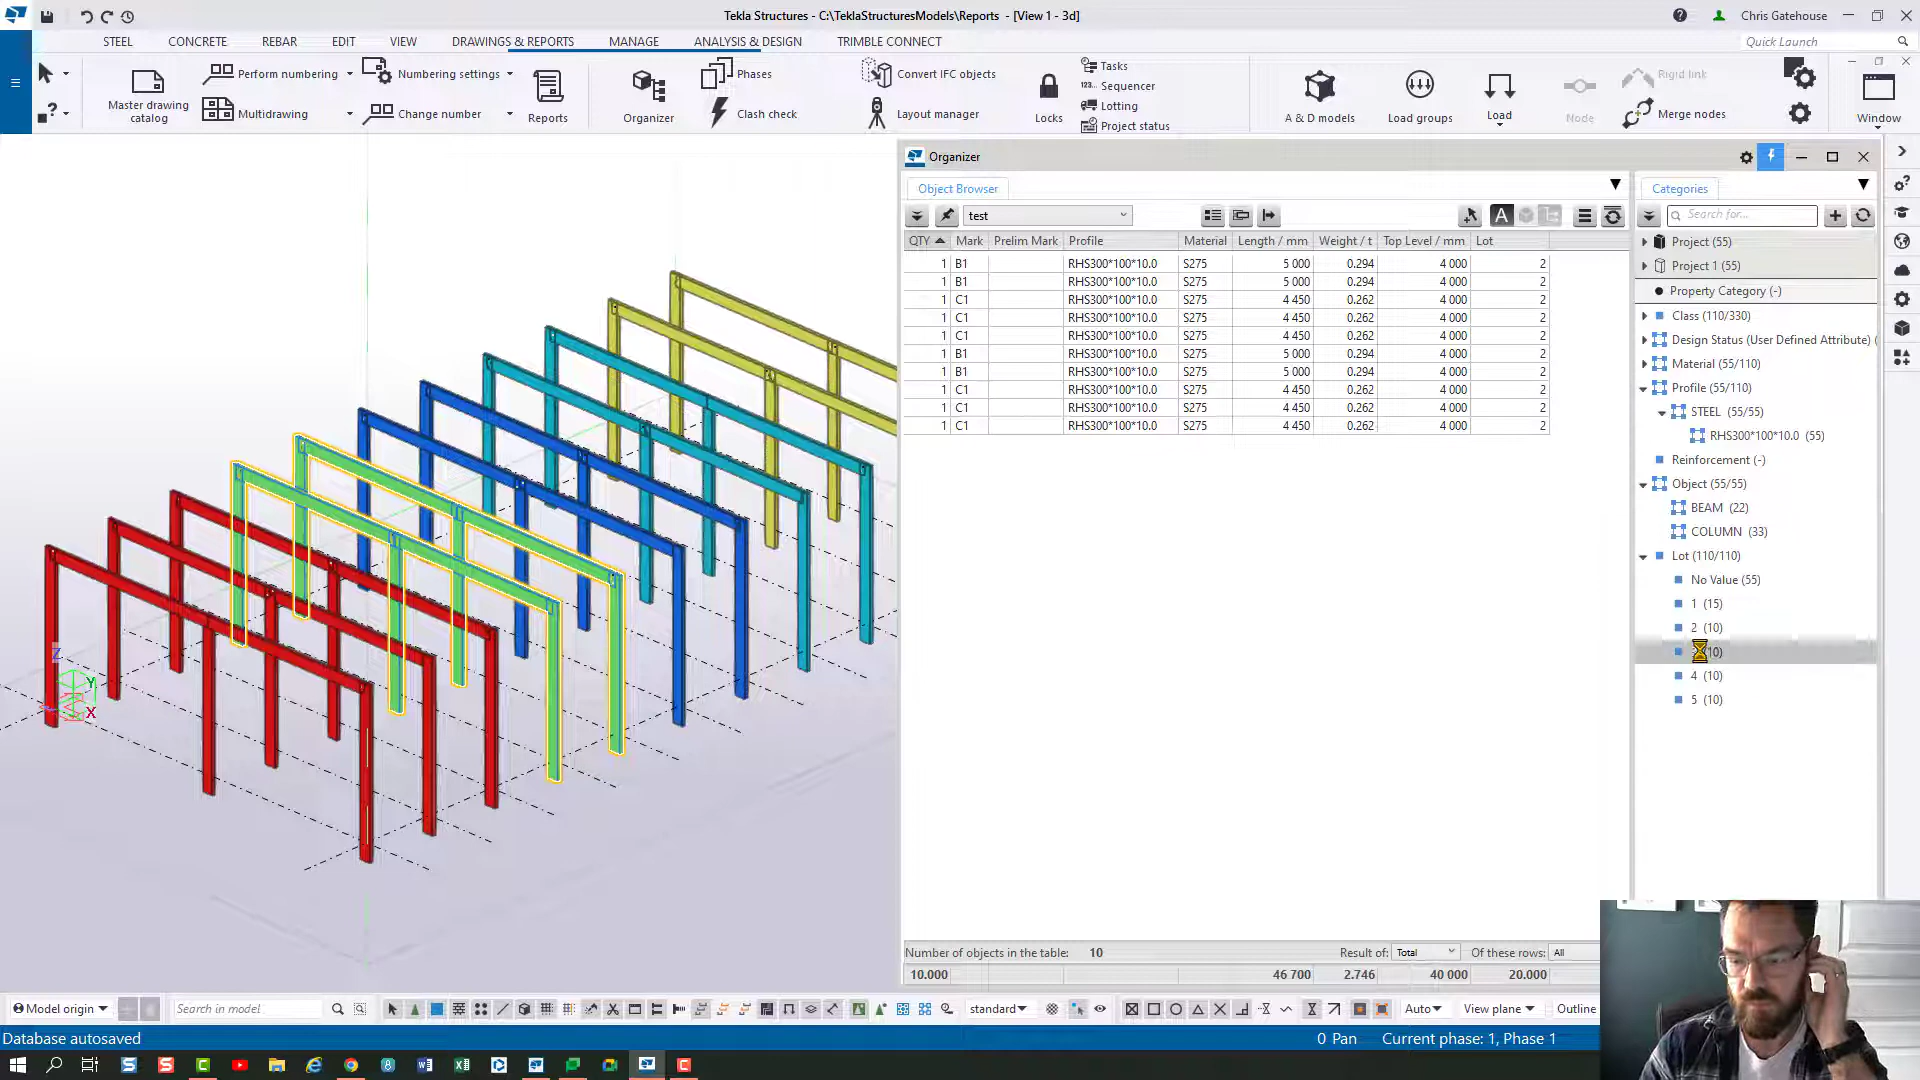 Tekla Structures - C:\TeklaStructuresModels\Reports - [View 1 - 3d]
Chris Gatehouse
STEEL CONCRETE REBAR EDIT VIEW DRAWINGS & REPORTS MANAGE ANALYSIS & DESIGN TRIMBLE CONNECT
Quick Launch
Master drawing catalog
Perform numbering
Multidrawing
Numbering settings
Change number
Reports
Organizer
Phases
Clash check
Convert IFC objects
Layout manager
Locks
Tasks
Sequencer
Lotting
Project status
A & D models
Load groups
Load
Node
Rigid link
Merge nodes
Window
Organizer
Object Browser
test
QTY Mark Prelim Mark Profile Material Length / mm Weight / t Top Level / mm Lot
1 B1 RHS300*100*10.0 S275 5 000 0.294 4 000 2
1 B1 RHS300*100*10.0 S275 5 000 0.294 4 000 2
1 C1 RHS300*100*10.0 S275 4 450 0.262 4 000 2
1 C1 RHS300*100*10.0 S275 4 450 0.262 4 000 2
1 C1 RHS300*100*10.0 S275 4 450 0.262 4 000 2
1 B1 RHS300*100*10.0 S275 5 000 0.294 4 000 2
1 B1 RHS300*100*10.0 S275 5 000 0.294 4 000 2
1 C1 RHS300*100*10.0 S275 4 450 0.262 4 000 2
1 C1 RHS300*100*10.0 S275 4 450 0.262 4 000 2
1 C1 RHS300*100*10.0 S275 4 450 0.262 4 000 2
Number of objects in the table: 10 Result of: Total Of these rows: All
10.000 46 700 2.746 40 000 20.000
Categories
Search for...
Project (55)
Project 1 (55)
Property Category (-)
Class (110/330)
Design Status (User Defined Attribute) (
Material (55/110)
Profile (55/110)
STEEL (55/55)
RHS300*100*10.0 (55)
Reinforcement (-)
Object (55/55)
BEAM (22)
COLUMN (33)
Lot (110/110)
No Value (55)
1 (15)
2 (10)
10)
4 (10)
5 (10)
Z
Y
X
Model origin
Search in model
standard
Auto
View plane
Outline
Database autosaved
0 Pan
Current phase: 1, Phase 1